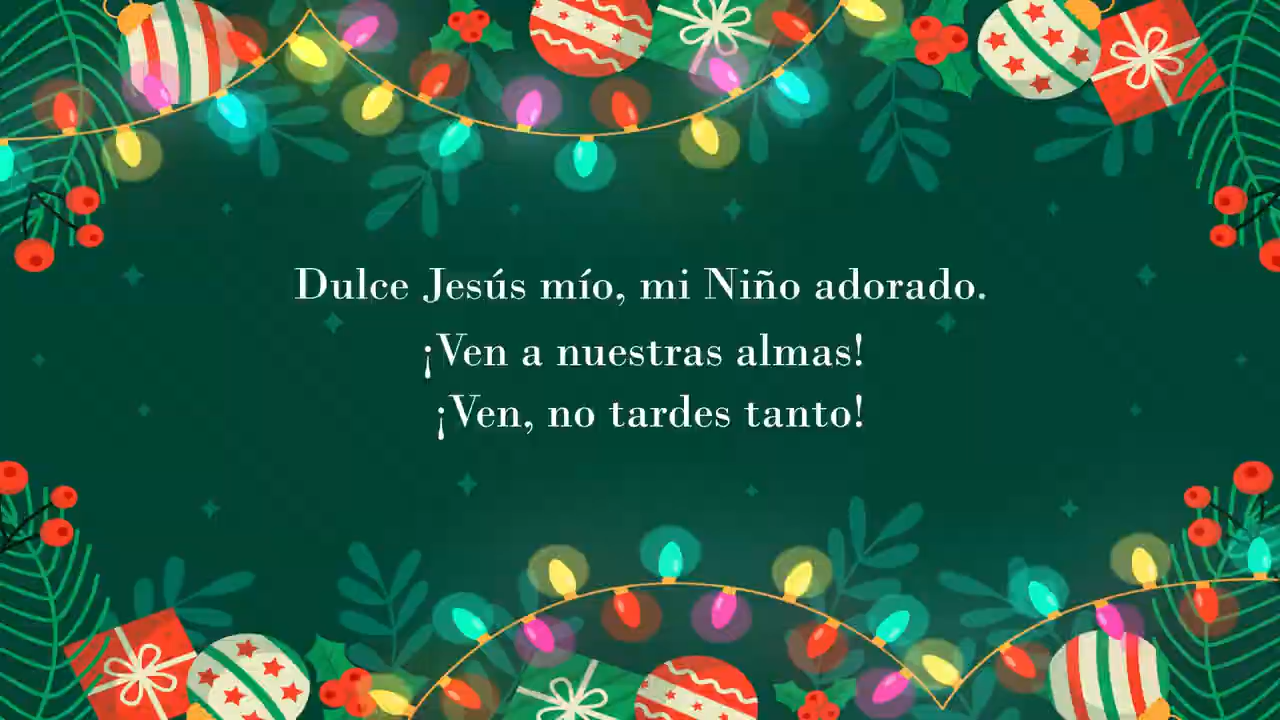 Dulce Jesús mío, mi Niño adorado.
¡Ven a nuestras almas!
¡Ven, no tardes tanto!